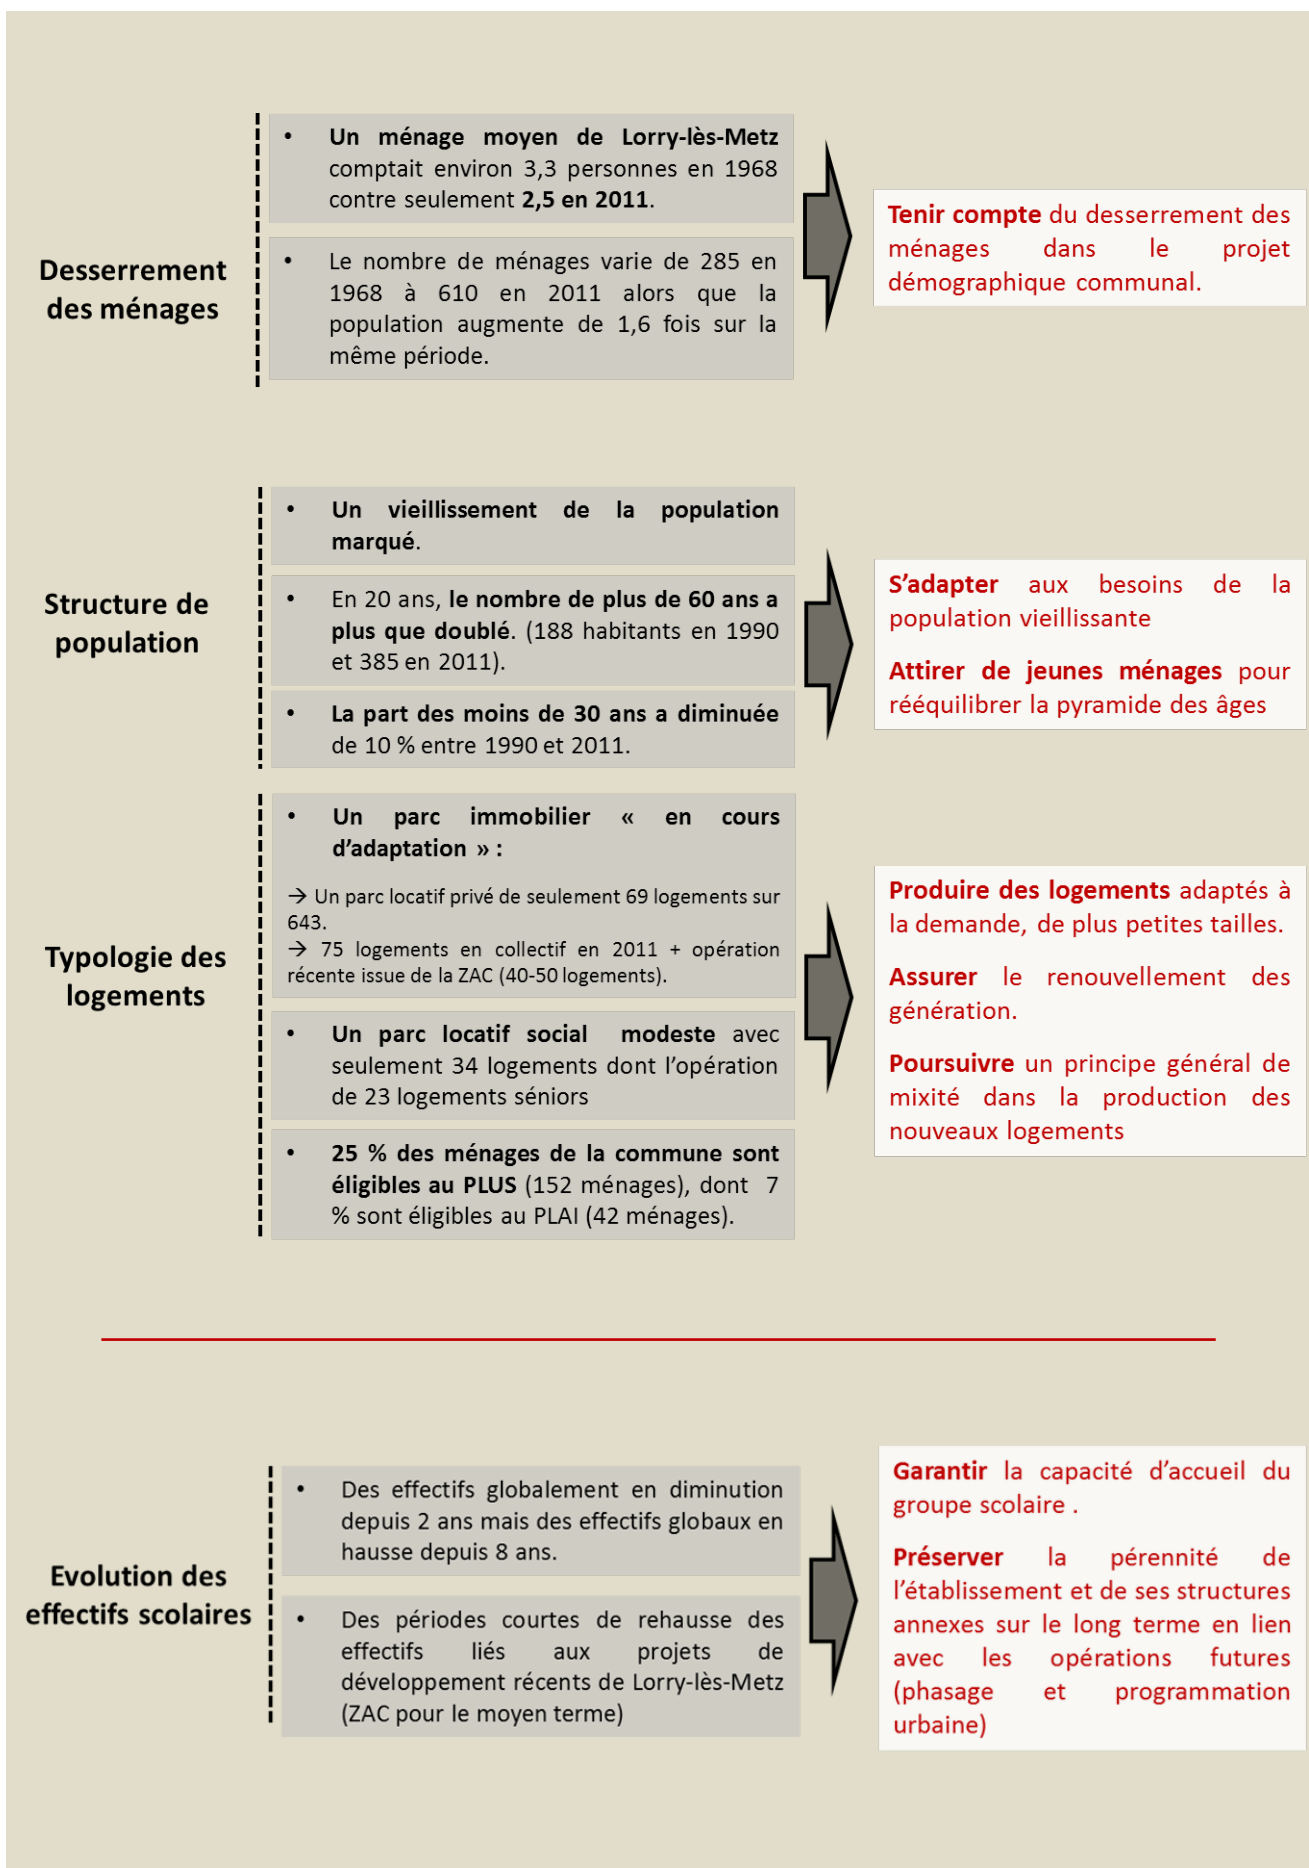 Desserrement
des ménages
• Un ménage moyen de Lorry-lès-Metz
comptait environ 3,3 personnes en 1968
contre seulement 2,5 en 2011.
• Le nombre de ménages varie de 285 en
1968 à 610 en 2011 alors que la
population augmente de 1,6 fois sur la
même période.
Tenir compte du desserrement des
ménages dans le projet
démographique communal.
Structure de
population
• Un vieillissement de la population
marqué.
• En 20 ans, le nombre de plus de 60 ans a
plus que doublé. (188 habitants en 1990
et 385 en 2011).
• La part des moins de 30 ans a diminuée
de 10 % entre 1990 et 2011.
S’adapter aux besoins de la
population vieillissante
Attirer de jeunes ménages pour
rééquilibrer la pyramide des âges
Typologie des
logements
• Un parc immobilier « en cours
d’adaptation » :
→ Un parc locatif privé de seulement 69 logements sur
643.
→ 75 logements en collectif en 2011 + opération
récente issue de la ZAC (40-50 logements).
• Un parc locatif social modeste avec
seulement 34 logements dont l’opération
de 23 logements séniors
• 25 % des ménages de la commune sont
éligibles au PLUS (152 ménages), dont 7
% sont éligibles au PLAI (42 ménages).
Produire des logements adaptés à
la demande, de plus petites tailles.
Assurer le renouvellement des
génération.
Poursuivre un principe général de
mixité dans la production des
nouveaux logements
Evolution des
effectifs scolaires
• Des effectifs globalement en diminution
depuis 2 ans mais des effectifs globaux en
hausse depuis 8 ans.
• Des périodes courtes de rehausse des
effectifs liés aux projets de
développement récents de Lorry-lès-Metz
(ZAC pour le moyen terme)
Garantir la capacité d’accueil du
groupe scolaire .
Préserver la pérennité de
l’établissement et de ses structures
annexes sur le long terme en lien
avec les opérations futures
(phasage et programmation
urbaine)